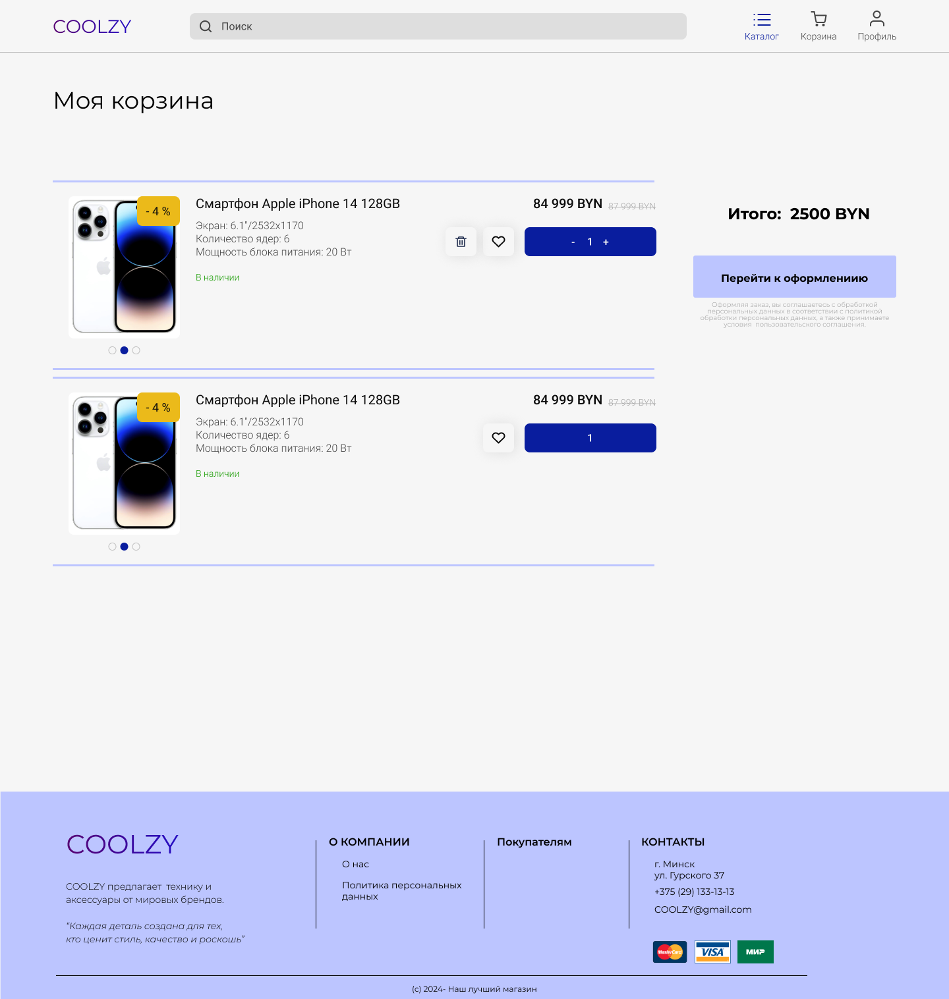 COOLZY
Поиск
Каталог
Корзина
Профиль
Моя корзина
- 4 %
Смартфон Apple iPhone 14 128GB
84 999 BYN 87 999 BYN
Экран: 6.1"/2532x1170
Количество ядер: 6
Мощность блока питания: 20 Вт
- 1 +
В наличии
Итого: 2500 BYN
Перейти к оформлениию
Оформляя заказ, вы соглашаетесь с обработкой
персональных данных в соответствии с политикой
обработки персональных данных, а также принимаете
условия пользовательского соглашения.
- 4 %
Смартфон Apple iPhone 14 128GB
84 999 BYN 87 999 BYN
Экран: 6.1"/2532x1170
Количество ядер: 6
Мощность блока питания: 20 Вт
1
В наличии
COOLZY
COOLZY предлагает технику и
аксессуары от мировых брендов.
“Каждая деталь создана для тех,
кто ценит стиль, качество и роскошь”
О КОМПАНИИ
О нас
Политика персональных
данных
Покупателям
КОНТАКТЫ
г. Минск
ул. Гурского 37
+375 (29) 133-13-13
COOLZY@gmail.com
MasterCard
VISA
МИР
(с) 2024- Наш лучший магазин